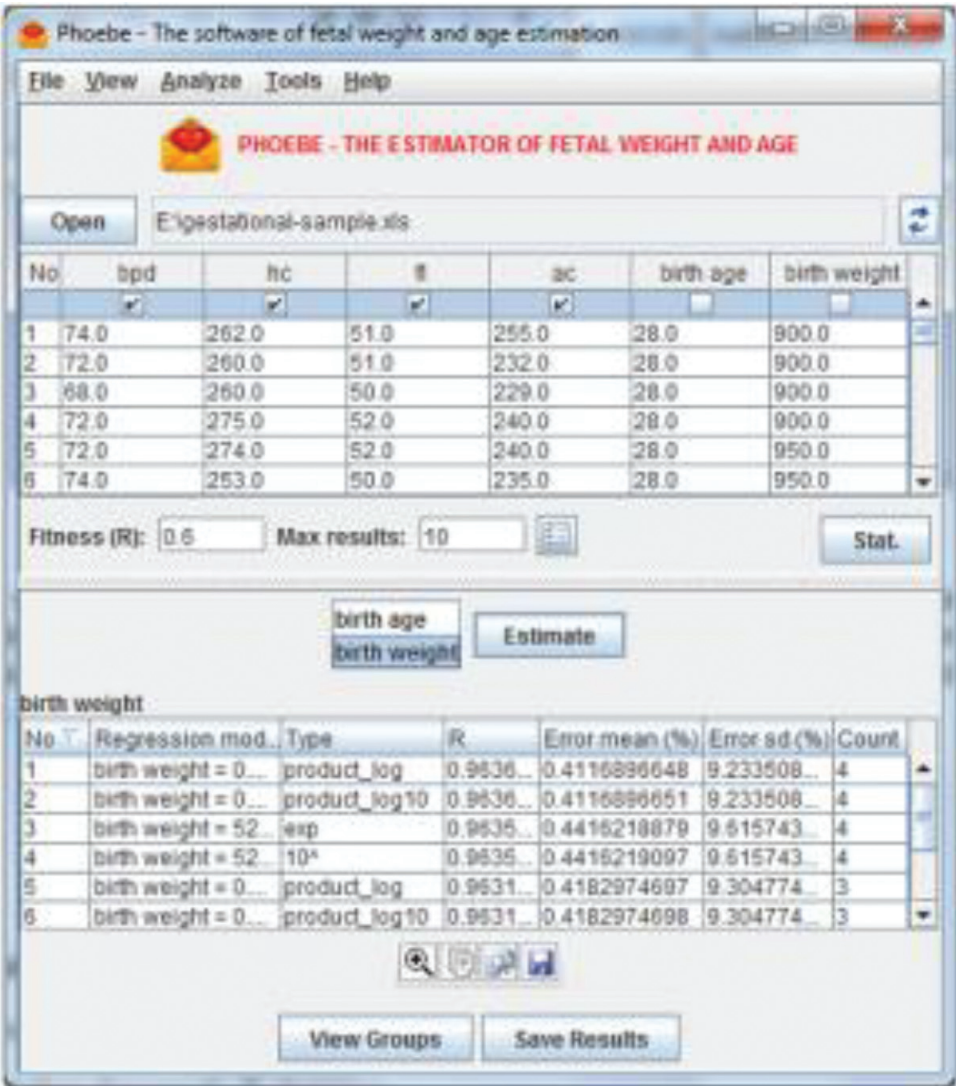 Phoebe - The software of fetal weight and age estimation
File View Analyze Tools Help
PHOEBE - THE ESTIMATOR OF FETAL WEIGHT AND AGE
Open E:\gestational-sample.xls
No bpd hc fl ac birth age birth weight
1 74.0 262.0 51.0 255.0 28.0 900.0
2 72.0 260.0 51.0 232.0 28.0 900.0
3 68.0 260.0 50.0 229.0 28.0 900.0
4 72.0 275.0 52.0 240.0 28.0 900.0
5 72.0 274.0 52.0 240.0 28.0 950.0
6 74.0 253.0 50.0 235.0 28.0 950.0
Fitness (R): 0.6 Max results: 10 Stat.
birth age
birth weight
Estimate
birth weight
No Regression mod... Type R Error mean (%) Error sd (%) Count
1 birth weight = 0... product_log 0.9636... 0.4116896648 9.233508... 4
2 birth weight = 0... product_log10 0.9636... 0.4116896651 9.233508... 4
3 birth weight = 52... exp 0.9635... 0.4416218879 9.615743... 4
4 birth weight = 52... 10^ 0.9635... 0.4416219097 9.615743... 4
5 birth weight = 0... product_log 0.9631... 0.4182974697 9.304774... 3
6 birth weight = 0... product_log10 0.9631... 0.4182974698 9.304774... 3
View Groups Save Results